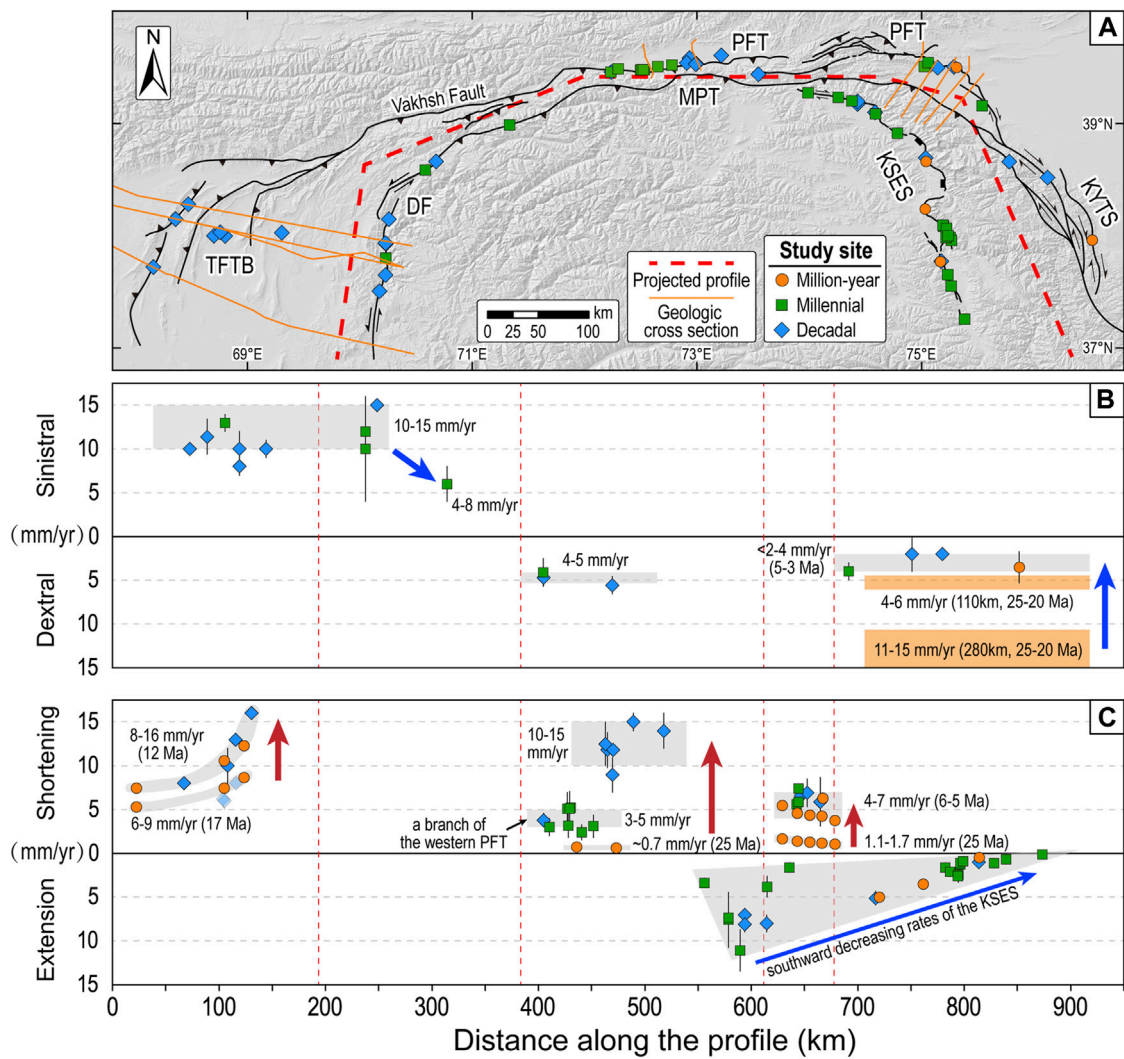 A
N
PFT
PFT
Vakhsh Fault
MPT
39°N
KSES
KYTS
DF
TFTB
Study site
Million-year
Millennial
Decadal
Projected profile
Geologic
cross section
km
0 25 50 100
69°E
71°E
73°E
75°E
37°N
B
Sinistral
(mm/yr)
Dextral
15
10
5
0
5
10
15
10-15 mm/yr
4-8 mm/yr
4-5 mm/yr
<2-4 mm/yr
(5-3 Ma)
4-6 mm/yr (110km, 25-20 Ma)
11-15 mm/yr (280km, 25-20 Ma)
C
Shortening
(mm/yr)
Extension
15
10
5
0
5
10
15
8-16 mm/yr
(12 Ma)
6-9 mm/yr (17 Ma)
10-15
mm/yr
a branch of
the western PFT
3-5 mm/yr
~0.7 mm/yr (25 Ma)
4-7 mm/yr (6-5 Ma)
1.1-1.7 mm/yr (25 Ma)
southward decreasing rates of the KSES
0 100 200 300 400 500 600 700 800 900
Distance along the profile (km)